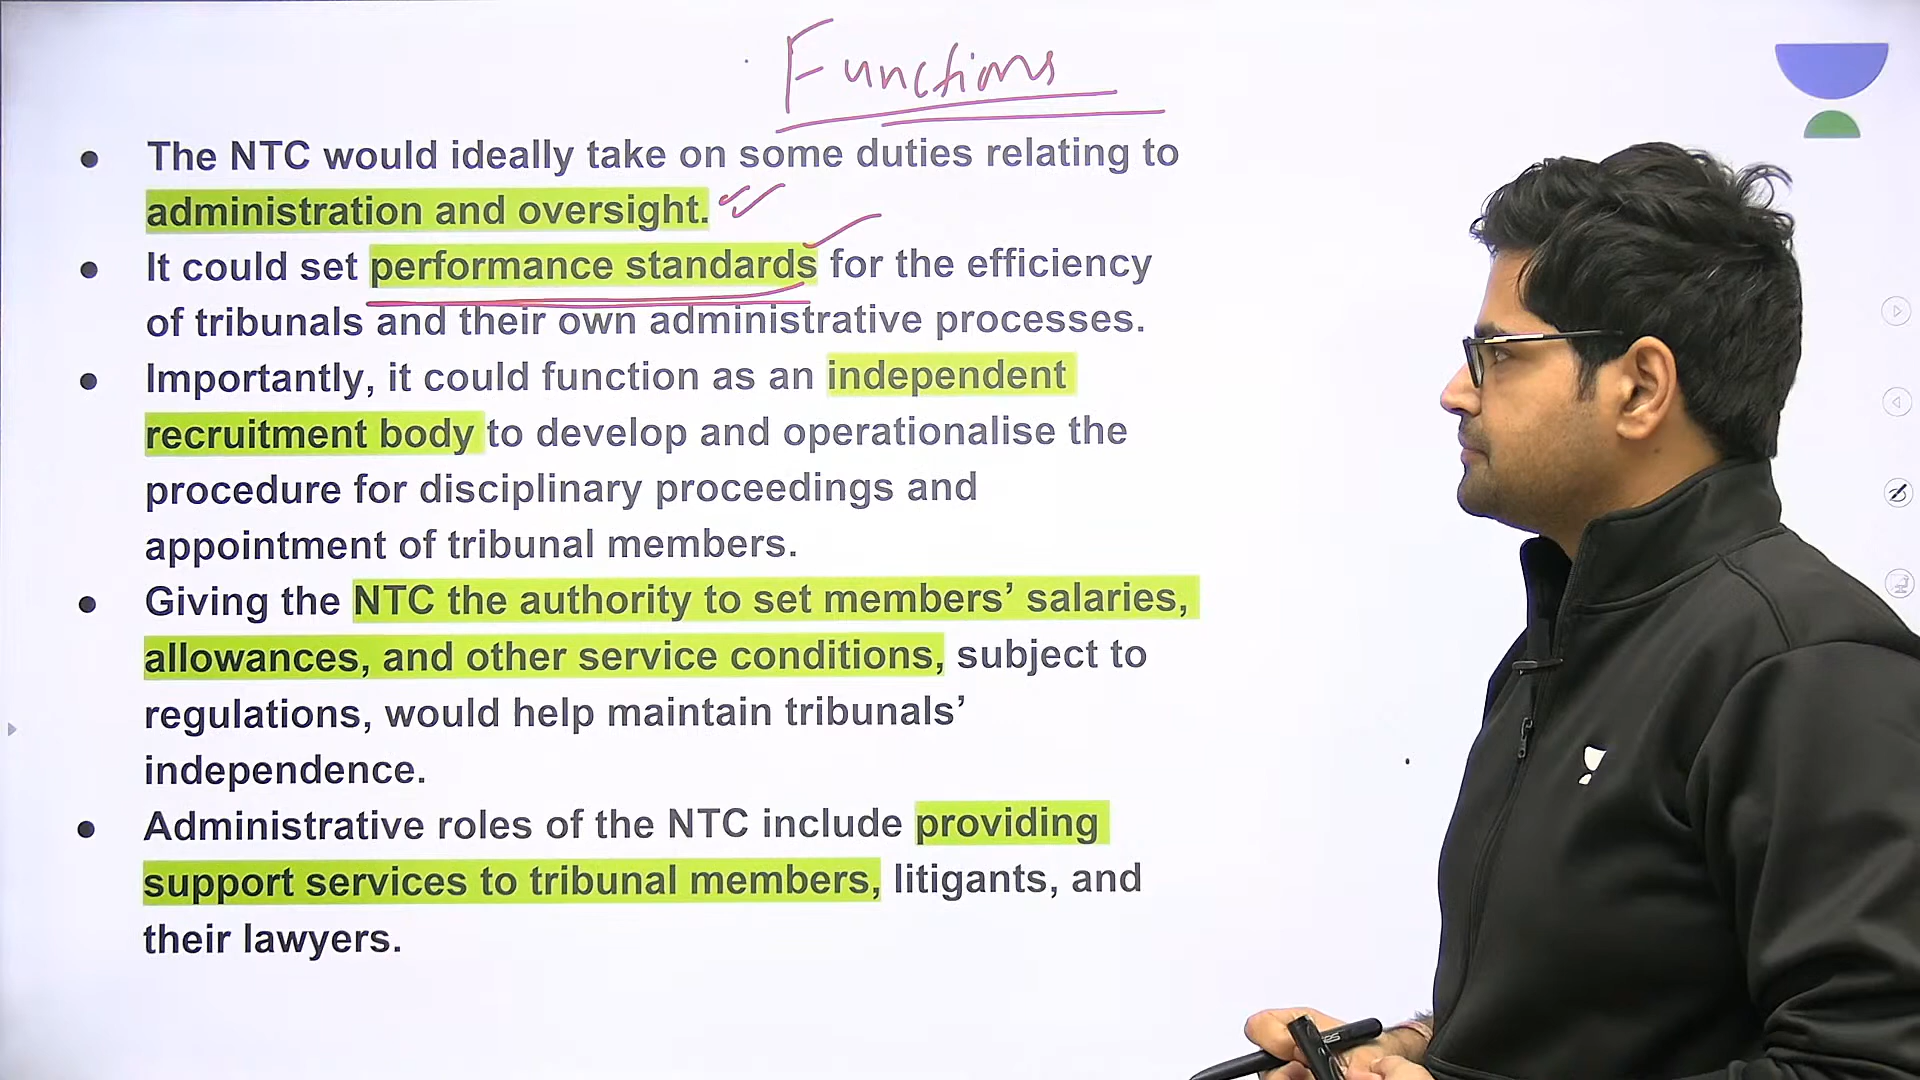 Functions
● The NTC would ideally take on some duties relating to
administration and oversight.
● It could set performance standards for the efficiency
of tribunals and their own administrative processes.
● Importantly, it could function as an independent
recruitment body to develop and operationalise the
procedure for disciplinary proceedings and
appointment of tribunal members.
● Giving the NTC the authority to set members’ salaries,
allowances, and other service conditions, subject to
regulations, would help maintain tribunals’
independence.
● Administrative roles of the NTC include providing
support services to tribunal members, litigants, and
their lawyers.